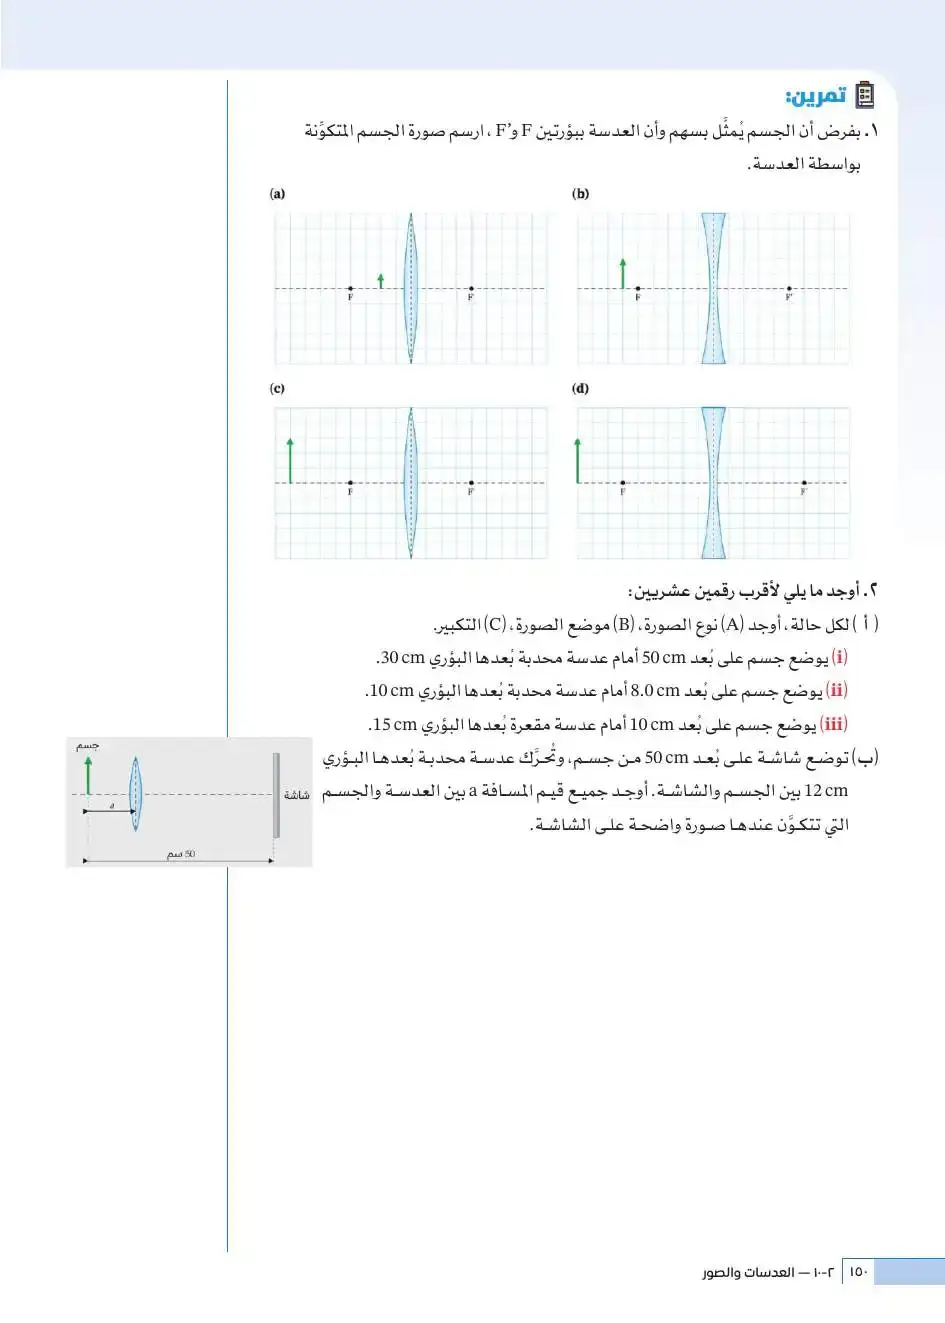 تمرين:
١. بفرض أن الجسم يُمثَّل بسهم وأن العدسة ببؤرتين F و’F ، ارسم صورة الجسم المتكوِّنة
بواسطة العدسة.
(a)
(b)
F
F
F
F'
(c)
(d)
F
F
F
F'
٢. أوجد ما يلي لأقرب رقمين عشريين:
( أ ) لكل حالة، أوجد (A) نوع الصورة، (B) موضع الصورة، (C) التكبير.
(i) يوضع جسم على بُعد 50 cm أمام عدسة محدبة بُعدها البؤري 30 cm.
(ii) يوضع جسم على بُعد 8.0 cm أمام عدسة محدبة بُعدها البؤري 10 cm.
(iii) يوضع جسم على بُعد 10 cm أمام عدسة مقعرة بُعدها البؤري 15 cm.
(ب) توضع شاشة على بُعد 50 cm من جسم، وتُحرَّك عدسة محدبة بُعدها البؤري
12 cm بين الجسم والشاشة. أوجد جميع قيم المسافة a بين العدسة والجسم
التي تتكوَّن عندها صورة واضحة على الشاشة.
جسم
شاشة
a
50 سم
١٥٠
٢-١٠ — العدسات والصور